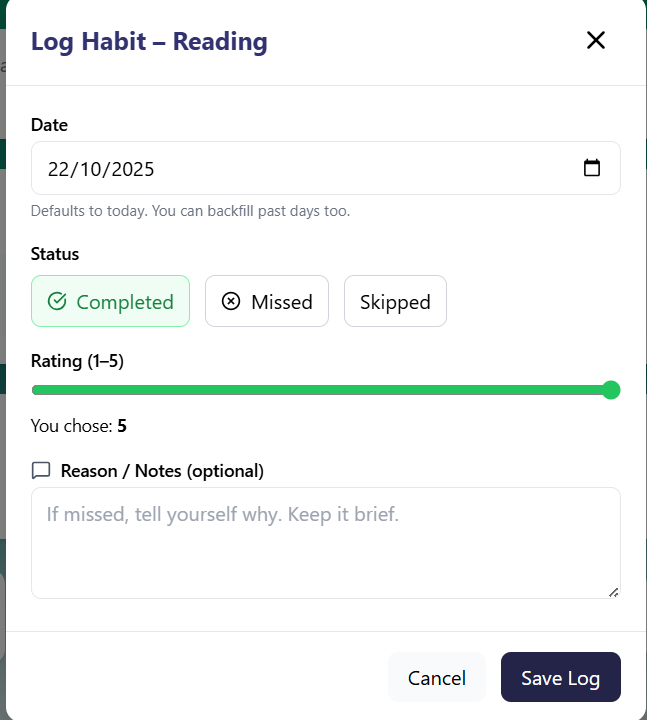 Log Habit – Reading
Date
22/10/2025
Defaults to today. You can backfill past days too.
Status
Completed Missed Skipped
Rating (1–5)
You chose: 5
Reason / Notes (optional)
If missed, tell yourself why. Keep it brief.
Cancel Save Log